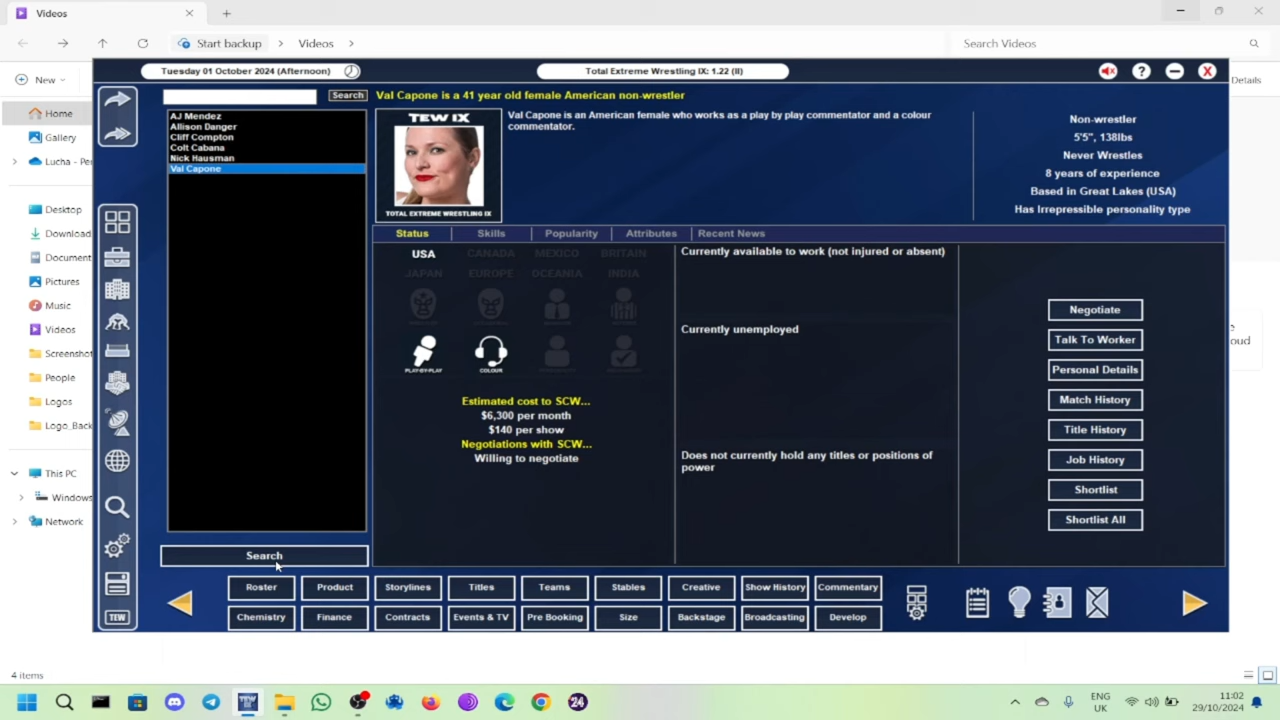 Videos
Start backup
Videos
Search Videos
New
Details
Home
Gallery
Lucha - Pe
Desktop
Download
Document
Pictures
Music
Videos
Screenshot
People
Logos
Logo_Back
This PC
Windows
Network
4 items
Tuesday 01 October 2024 (Afternoon)
Total Extreme Wrestling IX: 1.22 (II)
?
X
Search
AJ Mendez
Allison Danger
Cliff Compton
Colt Cabana
Nick Hausman
Val Capone
Search
Val Capone is a 41 year old female American non-wrestler
TEW IX
TOTAL EXTREME WRESTLING IX
Val Capone is an American female who works as a play by play commentator and a colour
commentator.
Non-wrestler
5'5", 138lbs
Never Wrestles
8 years of experience
Based in Great Lakes (USA)
Has Irrepressible personality type
Status
Skills
Popularity
Attributes
Recent News
USA
CANADA
MEXICO
BRITAIN
JAPAN
EUROPE
OCEANIA
INDIA
PLAY-BY-PLAY
COLOUR
Estimated cost to SCW...
$6,300 per month
$140 per show
Negotiations with SCW...
Willing to negotiate
Currently available to work (not injured or absent)
Currently unemployed
Does not currently hold any titles or positions of
power
Negotiate
Talk To Worker
Personal Details
Match History
Title History
Job History
Shortlist
Shortlist All
TEW
Roster
Product
Storylines
Titles
Teams
Stables
Creative
Show History
Commentary
Chemistry
Finance
Contracts
Events & TV
Pre Booking
Size
Backstage
Broadcasting
Develop
oud
24
ENG
UK
11:02
29/10/2024